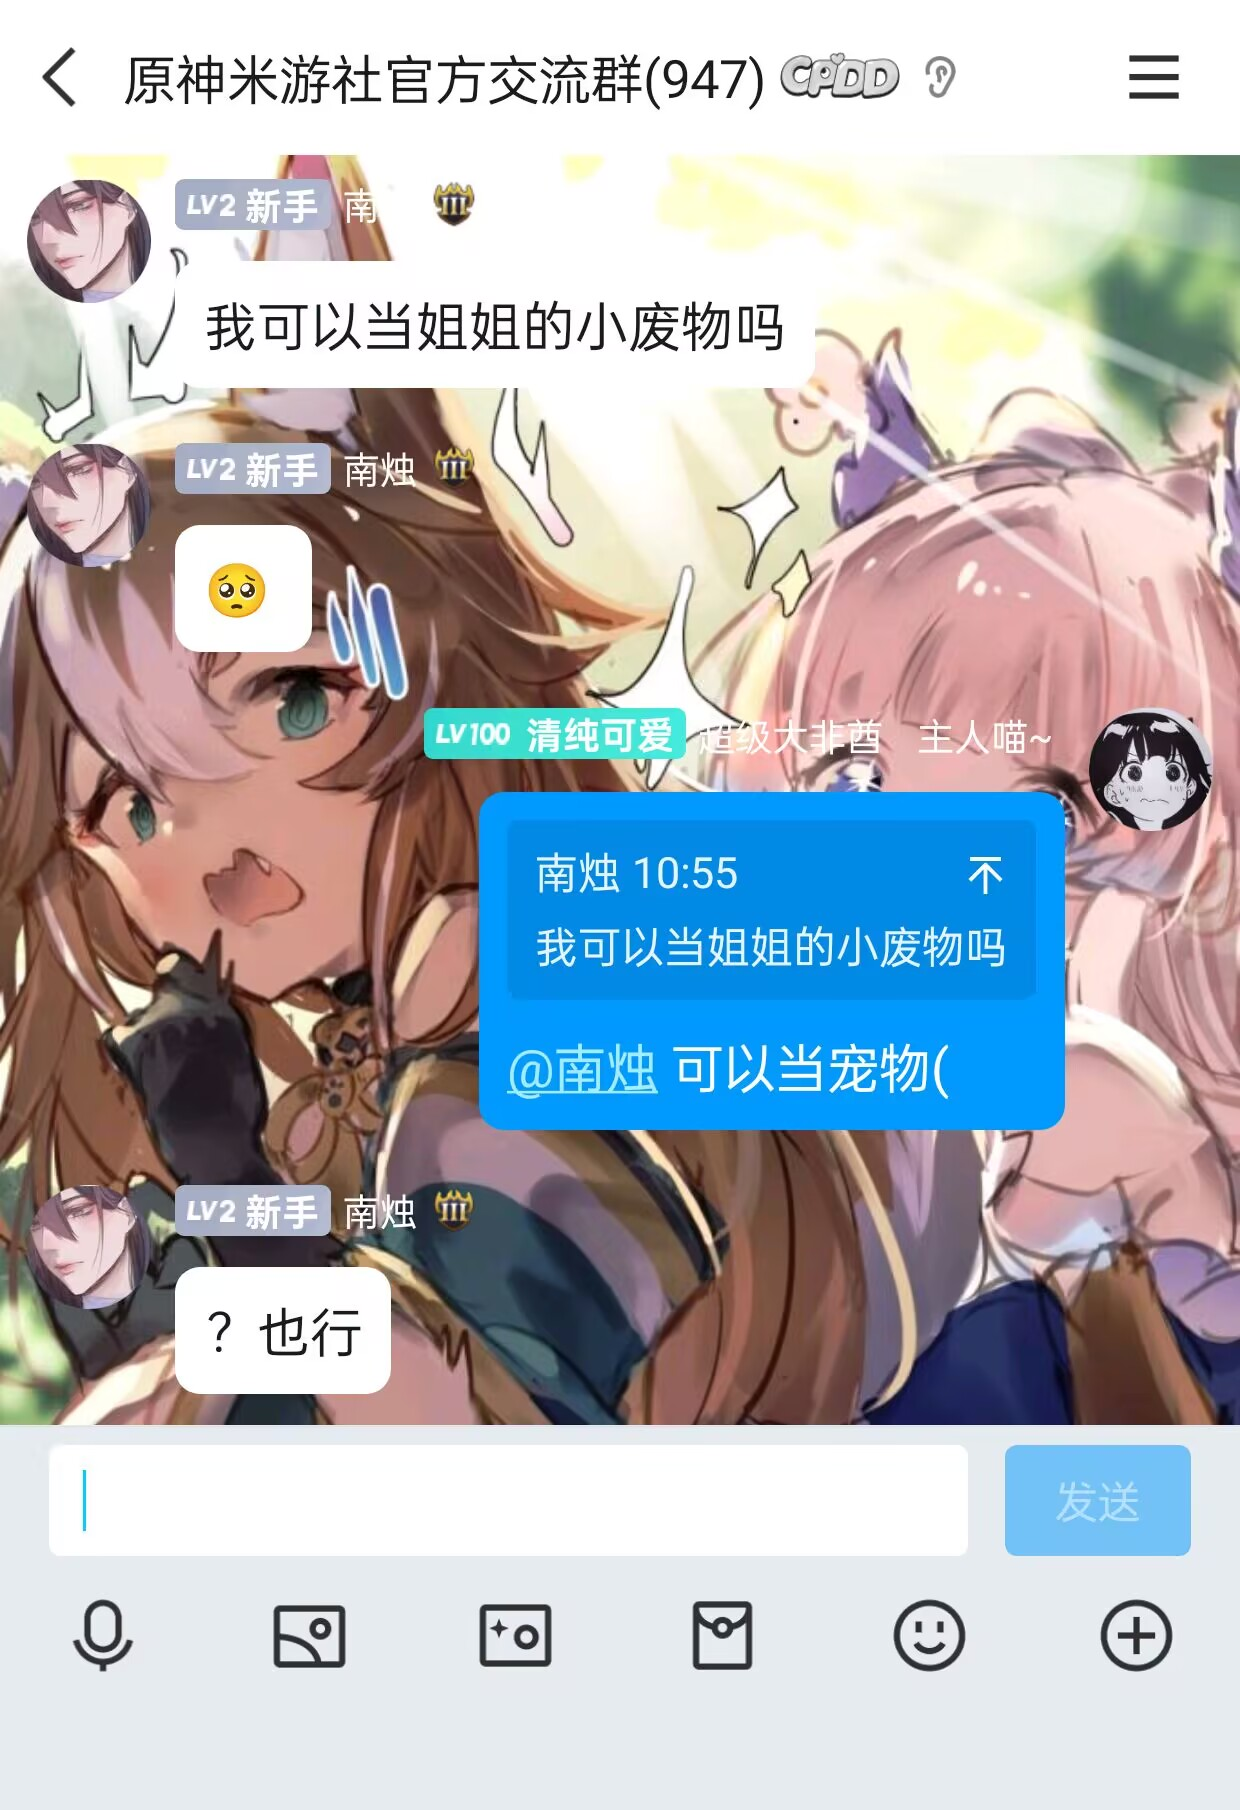 原神米游社官方交流群(947) CPDD
LV2 新手 南
我可以当姐姐的小废物吗
LV2 新手 南烛 III
🥺
LV100 清纯可爱 超级大非酋 主人喵~
南烛 10:55
我可以当姐姐的小废物吗
@南烛 可以当宠物(
LV2 新手 南烛 III
？也行
发送